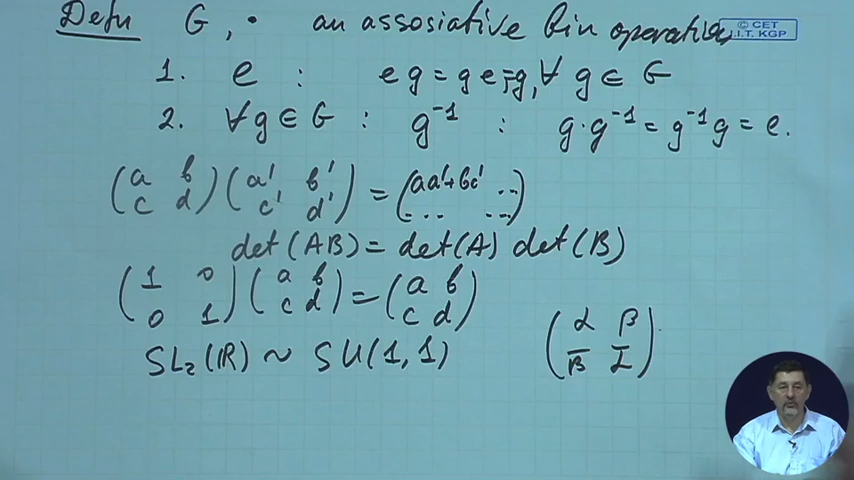 Defn G, · an assosiative bin operation
© CET
I.I.T. KGP
1. e : eg = ge = g, ∀ g ∈ G
2. ∀ g ∈ G : g⁻¹ : g · g⁻¹ = g⁻¹ g = e.
(a b; c d) (a' b'; c' d') = (aa'+bc' ...; ... ...)
det(AB) = det(A) det(B)
(1 0; 0 1) (a b; c d) = (a b; c d)
SL₂(ℝ) ~ SU(1,1) (α β; β̄ ᾱ)